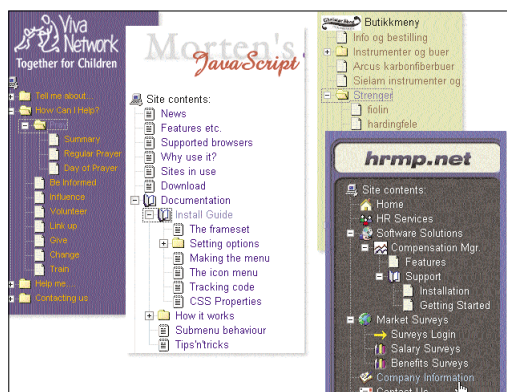 Viva
Network
Together for Children
Tell me about...
How Can I Help?
Pray
Summary
Regular Prayer
Day of Prayer
Be Informed
Influence
Volunteer
Link up
Give
Change
Train
Help me....
Contacting us
Morten's
JavaScript
Site contents:
News
Features etc.
Supported browsers
Why use it?
Sites in use
Download
Documentation
Install Guide
The frameset
Setting options
Making the menu
The icon menu
Tracking code
CSS Properties
How it works
Submenu behaviour
Tips'n'tricks
Butikkmeny
Info og bestilling
Instrumenter og buer
Arcus karbonfiberbuer
Sielam instrumenter og
Strenger
fiolin
hardingfele
hrmp.net
Site contents:
Home
HR Services
Software Solutions
Compensation Mgr.
Features
Support
Installation
Getting Started
Market Surveys
Surveys Login
Salary Surveys
Benefits Surveys
Company Information
Contact Us